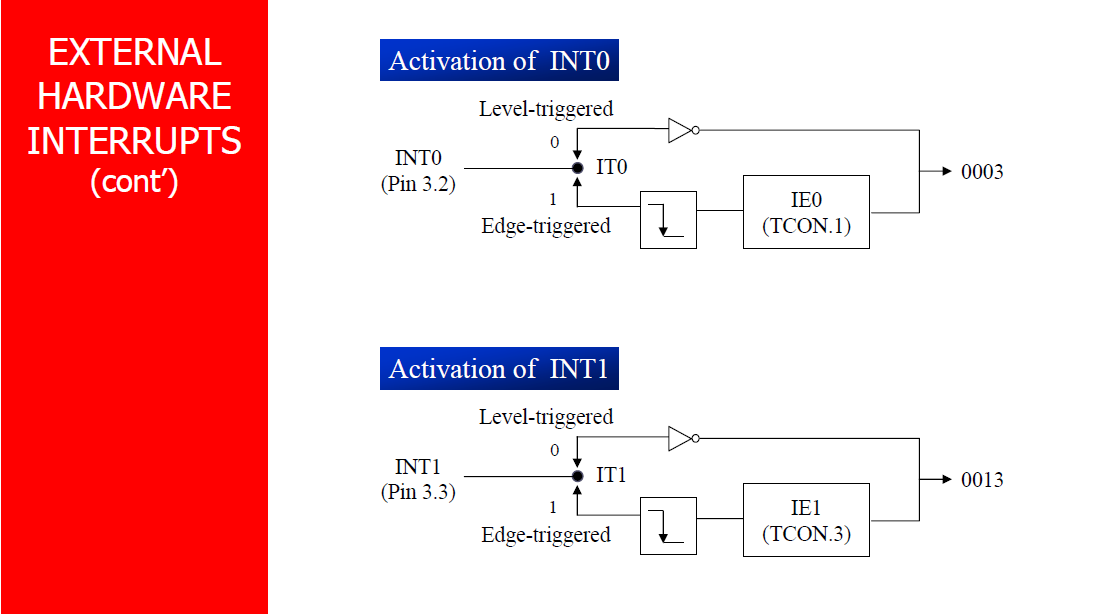 EXTERNAL
HARDWARE
INTERRUPTS
(cont’)
Activation of INT0
Level-triggered
0
INT0
(Pin 3.2)
IT0
1
Edge-triggered
IE0
(TCON.1)
0003
Activation of INT1
Level-triggered
0
INT1
(Pin 3.3)
IT1
1
Edge-triggered
IE1
(TCON.3)
0013